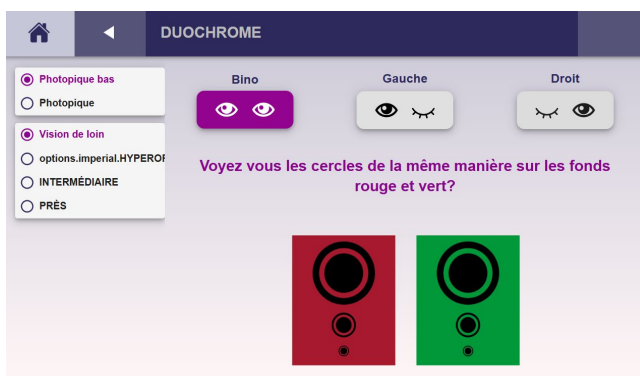 DUOCHROME
Photopique bas
Photopique
Vision de loin
options.imperial.HYPEROF
INTERMÉDIAIRE
PRÈS
Bino
Gauche
Droit
Voyez vous les cercles de la même manière sur les fonds
rouge et vert?